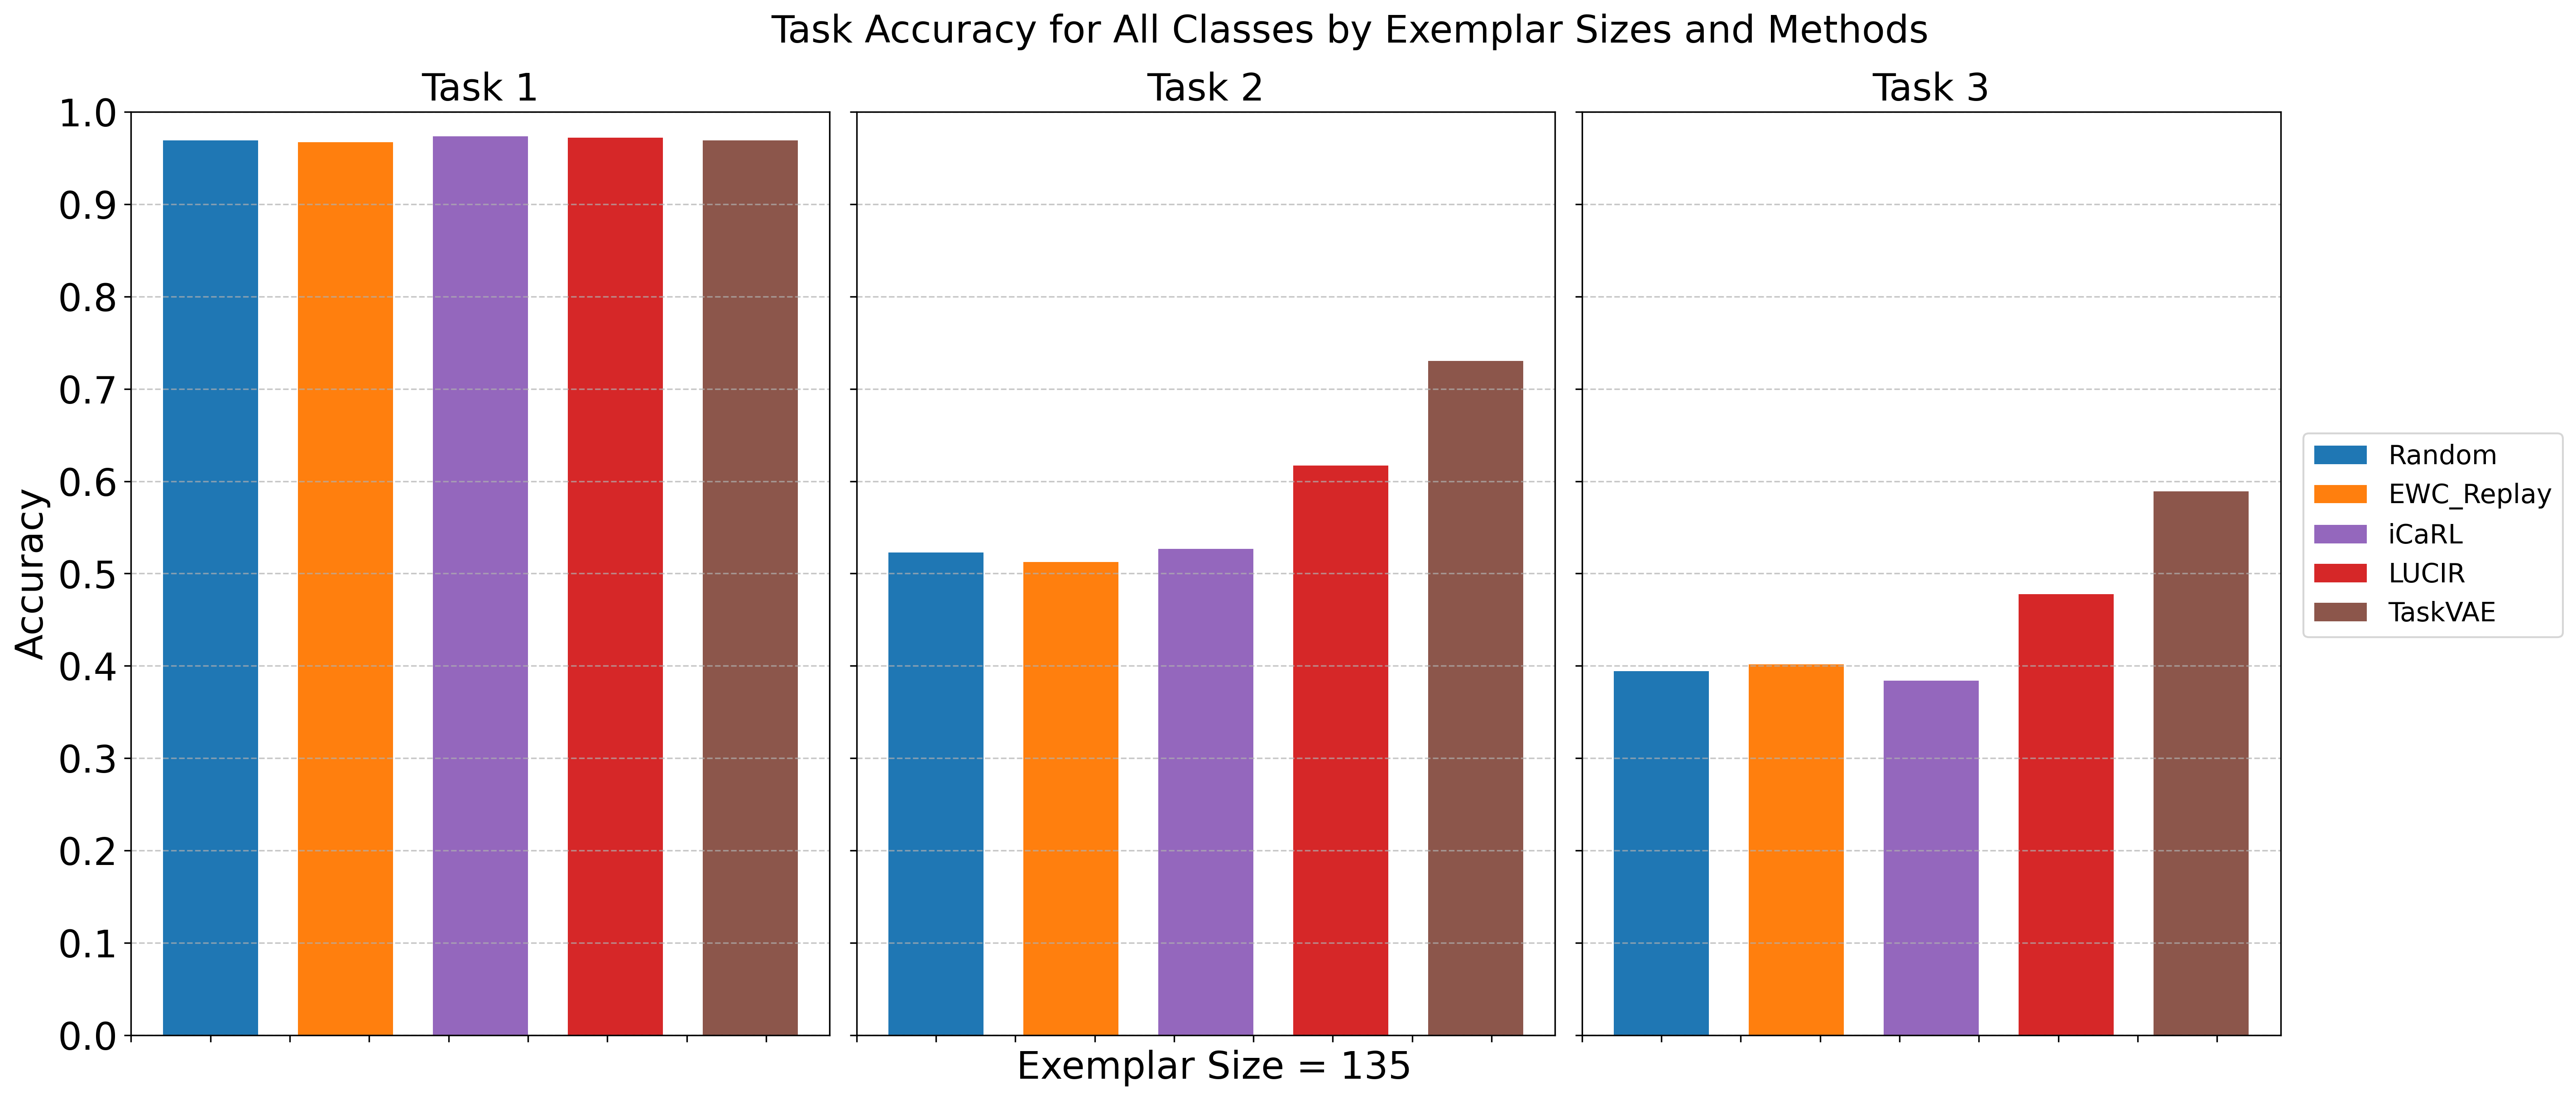 Task Accuracy for All Classes by Exemplar Sizes and Methods
Task 1
Task 2
Task 3
1.0
0.9
0.8
0.7
0.6
0.5
0.4
0.3
0.2
0.1
0.0
Accuracy
Exemplar Size = 135
Random
EWC_Replay
iCaRL
LUCIR
TaskVAE